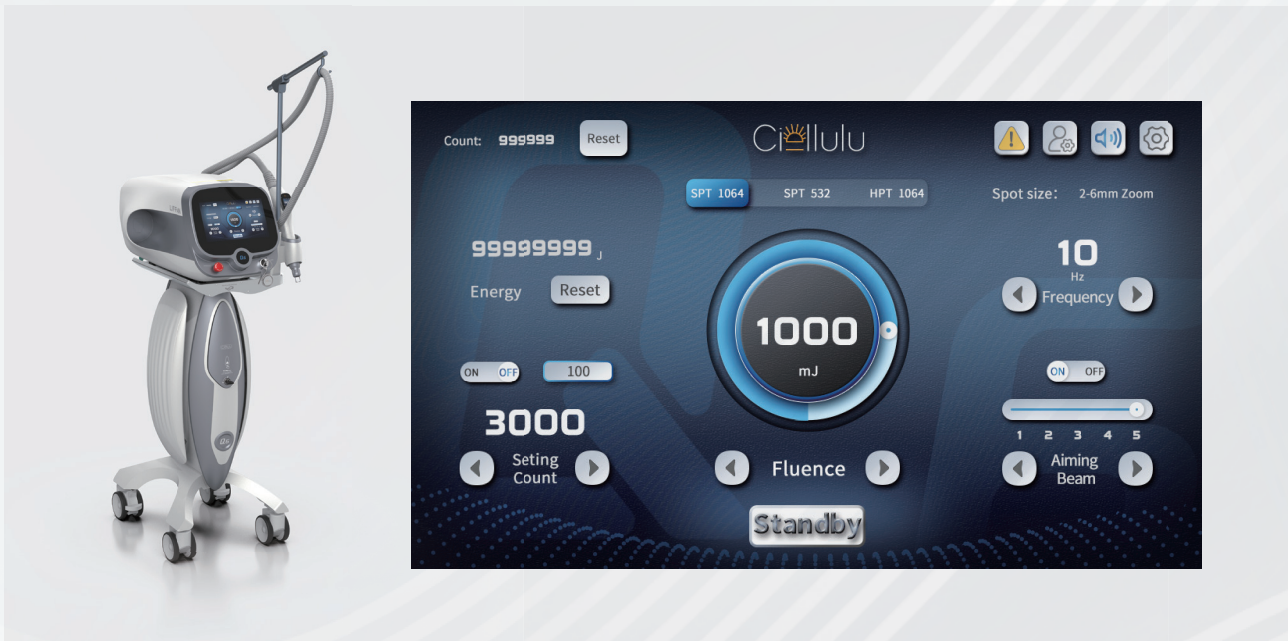 Count: 999999 Reset
Ciellulu
SPT 1064 SPT 532 HPT 1064
Spot size: 2-6mm Zoom
99999999 J
Energy Reset
ON OFF 100
3000
Seting
Count
1000
mJ
Fluence
Standby
10
Hz
Frequency
ON OFF
1 2 3 4 5
Aiming
Beam